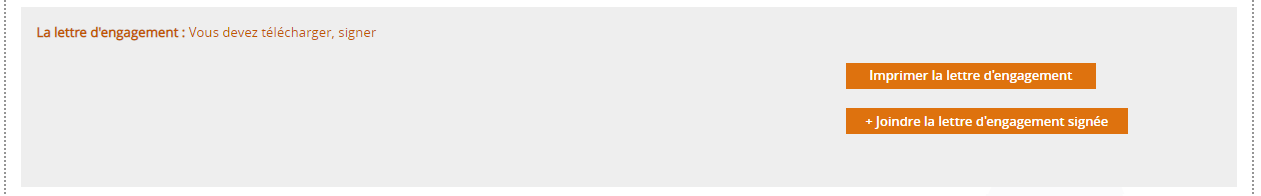 La lettre d'engagement : Vous devez télécharger, signer
Imprimer la lettre d'engagement
+ Joindre la lettre d'engagement signée